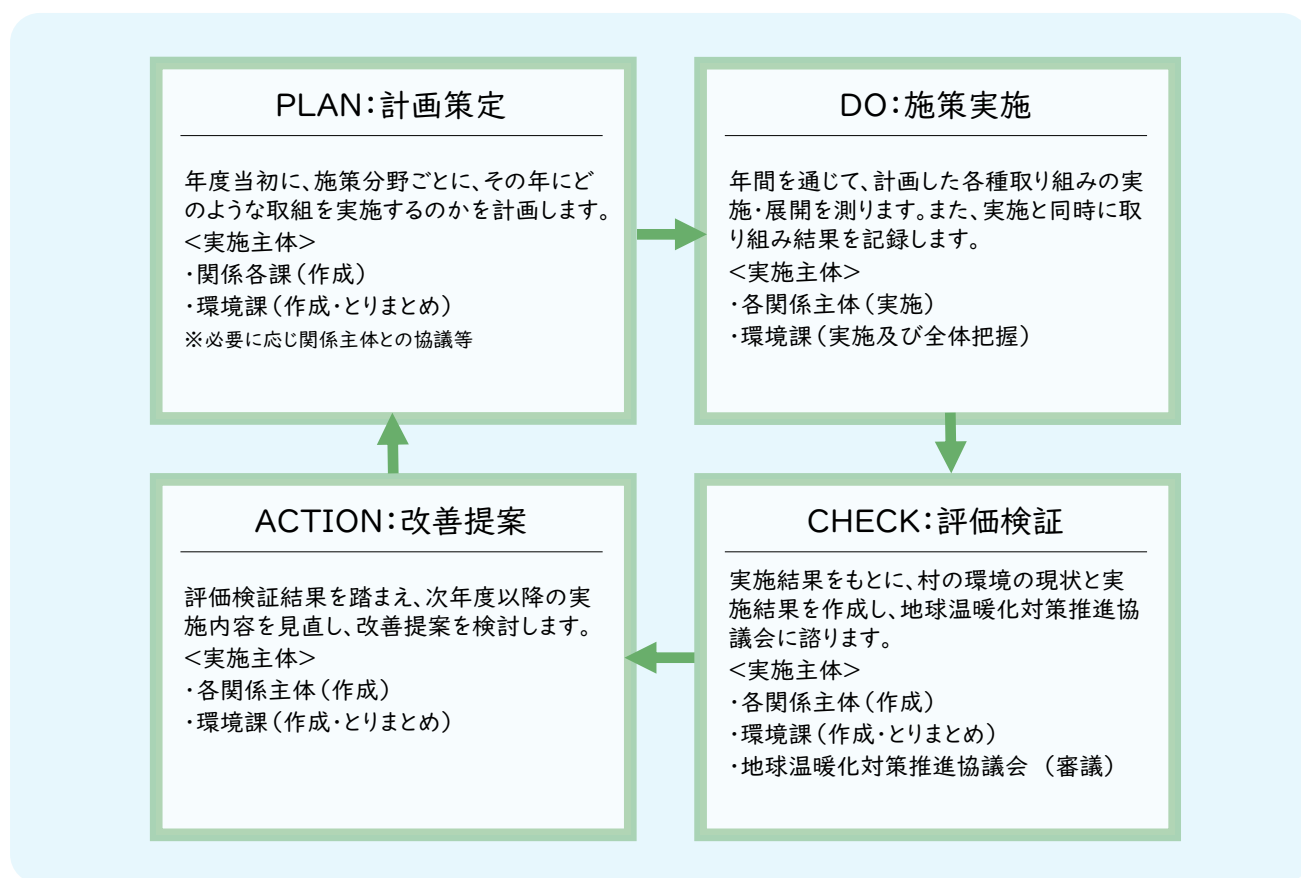 PLAN:計画策定
年度当初に、施策分野ごとに、その年にど
のような取組を実施するのかを計画します。
<実施主体>
・関係各課(作成)
・環境課(作成・とりまとめ)
※必要に応じ関係主体との協議等
DO:施策実施
年間を通じて、計画した各種取り組みの実
施・展開を測ります。また、実施と同時に取
り組み結果を記録します。
<実施主体>
・各関係主体(実施)
・環境課(実施及び全体把握)
CHECK:評価検証
実施結果をもとに、村の環境の現状と実
施結果を作成し、地球温暖化対策推進協
議会に諮ります。
<実施主体>
・各関係主体(作成)
・環境課(作成・とりまとめ)
・地球温暖化対策推進協議会 (審議)
ACTION:改善提案
評価検証結果を踏まえ、次年度以降の実
施内容を見直し、改善提案を検討します。
<実施主体>
・各関係主体(作成)
・環境課(作成・とりまとめ)